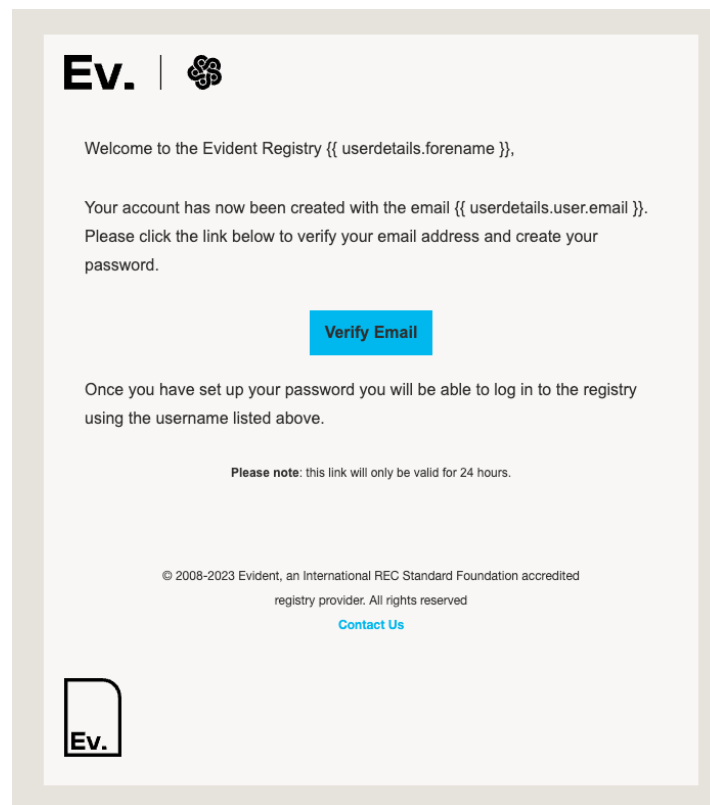 Ev.
Welcome to the Evident Registry {{ userdetails.forename }},
Your account has now been created with the email {{ userdetails.user.email }}.
Please click the link below to verify your email address and create your
password.
Verify Email
Once you have set up your password you will be able to log in to the registry
using the username listed above.
Please note: this link will only be valid for 24 hours.
© 2008-2023 Evident, an International REC Standard Foundation accredited
registry provider. All rights reserved
Contact Us
Ev.